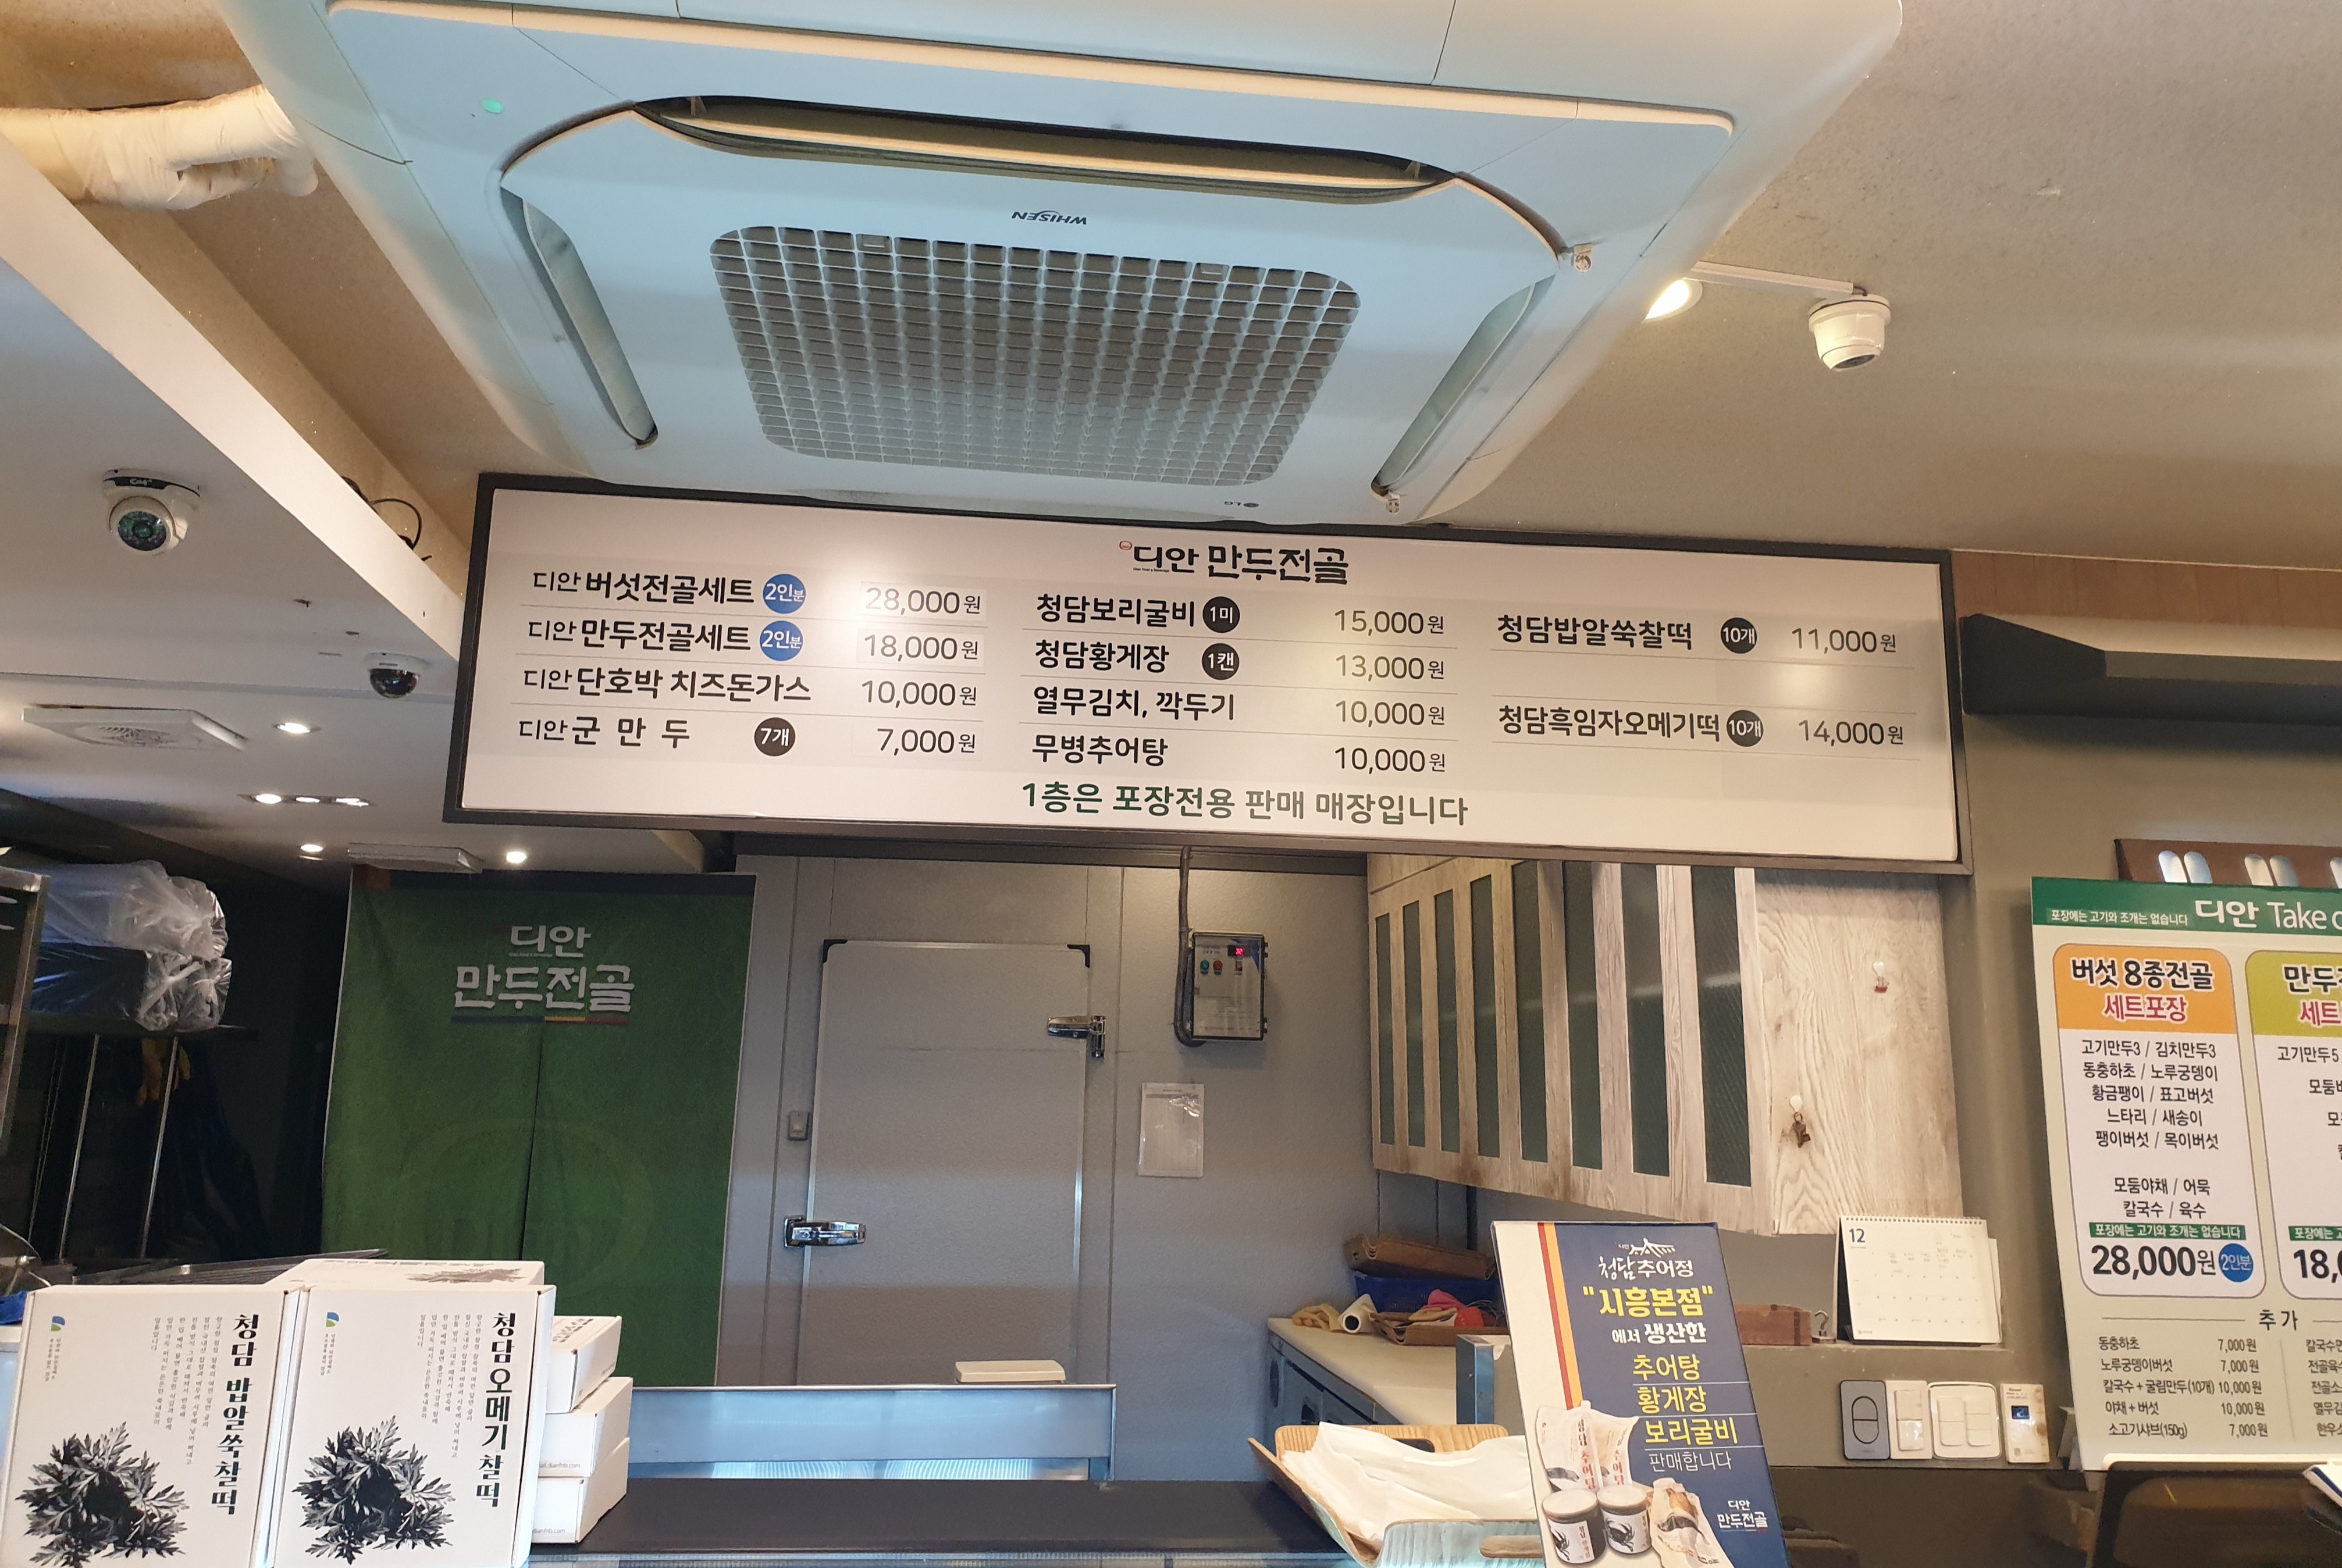 WHISEN
LG
디안 만두전골
디안 버섯전골세트 2인분 28,000원
디안 만두전골세트 2인분 18,000원
디안 단호박 치즈돈가스 10,000원
디안 군 만 두 7개 7,000원
청담보리굴비 1미 15,000원
청담황게장 1캔 13,000원
열무김치, 깍두기 10,000원
무병추어탕 10,000원
청담밥알쑥찰떡 10개 11,000원
청담흑임자오메기떡 10개 14,000원
1층은 포장전용 판매 매장입니다
디안
만두전골
포장에는 고기와 조개는 없습니다 디안 Take
버섯 8종전골
세트포장
고기만두3 / 김치만두3
동충하초 / 노루궁뎅이
황금팽이 / 표고버섯
느타리 / 새송이
팽이버섯 / 목이버섯
모둠야채 / 어묵
칼국수 / 육수
포장에는 고기와 조개는 없습니다
28,000원 2인분
만두
세트
고기만두5
18,
추 가
동충하초 7,000원
노루궁뎅이버섯 7,000원
칼국수 + 굴림만두(10개) 10,000원
야채 + 버섯 10,000원
소고기샤브(150g) 7,000원
12
청담추어정
"시흥본점"
에서 생산한
추어탕
황게장
보리굴비
판매합니다
디안
만두전골
청담 밥알쑥찰떡
청담 오메기찰떡